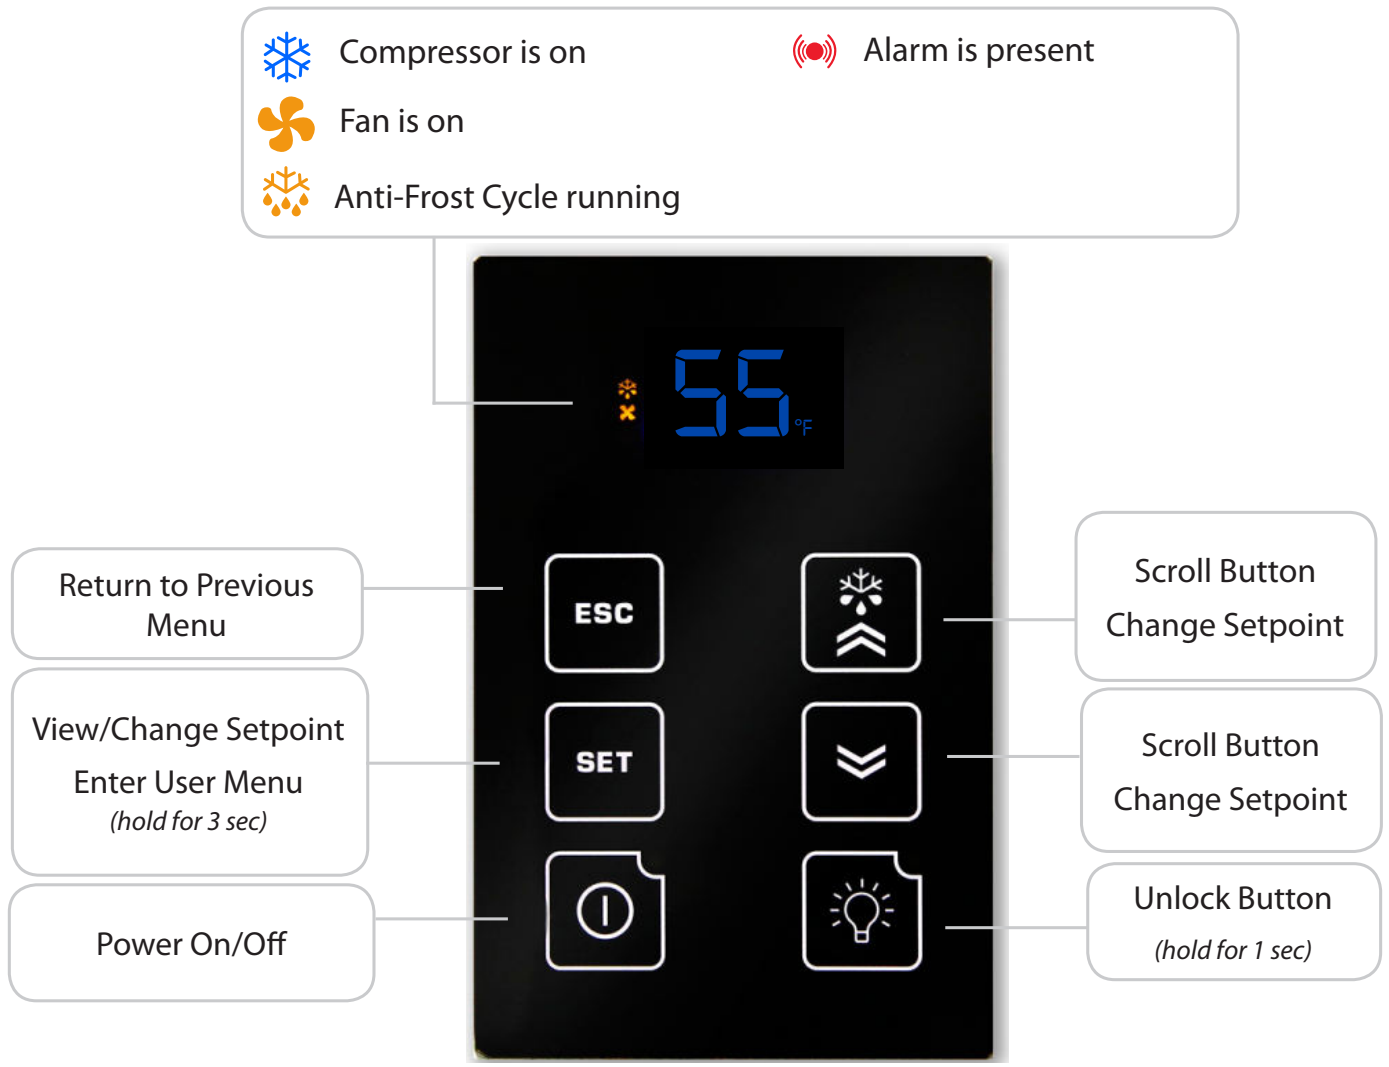 Compressor is on
Alarm is present
Fan is on
Anti-Frost Cycle running
55 °F
Return to Previous
Menu
ESC
Scroll Button
Change Setpoint
View/Change Setpoint
Enter User Menu
(hold for 3 sec)
SET
Scroll Button
Change Setpoint
Power On/Off
Unlock Button
(hold for 1 sec)